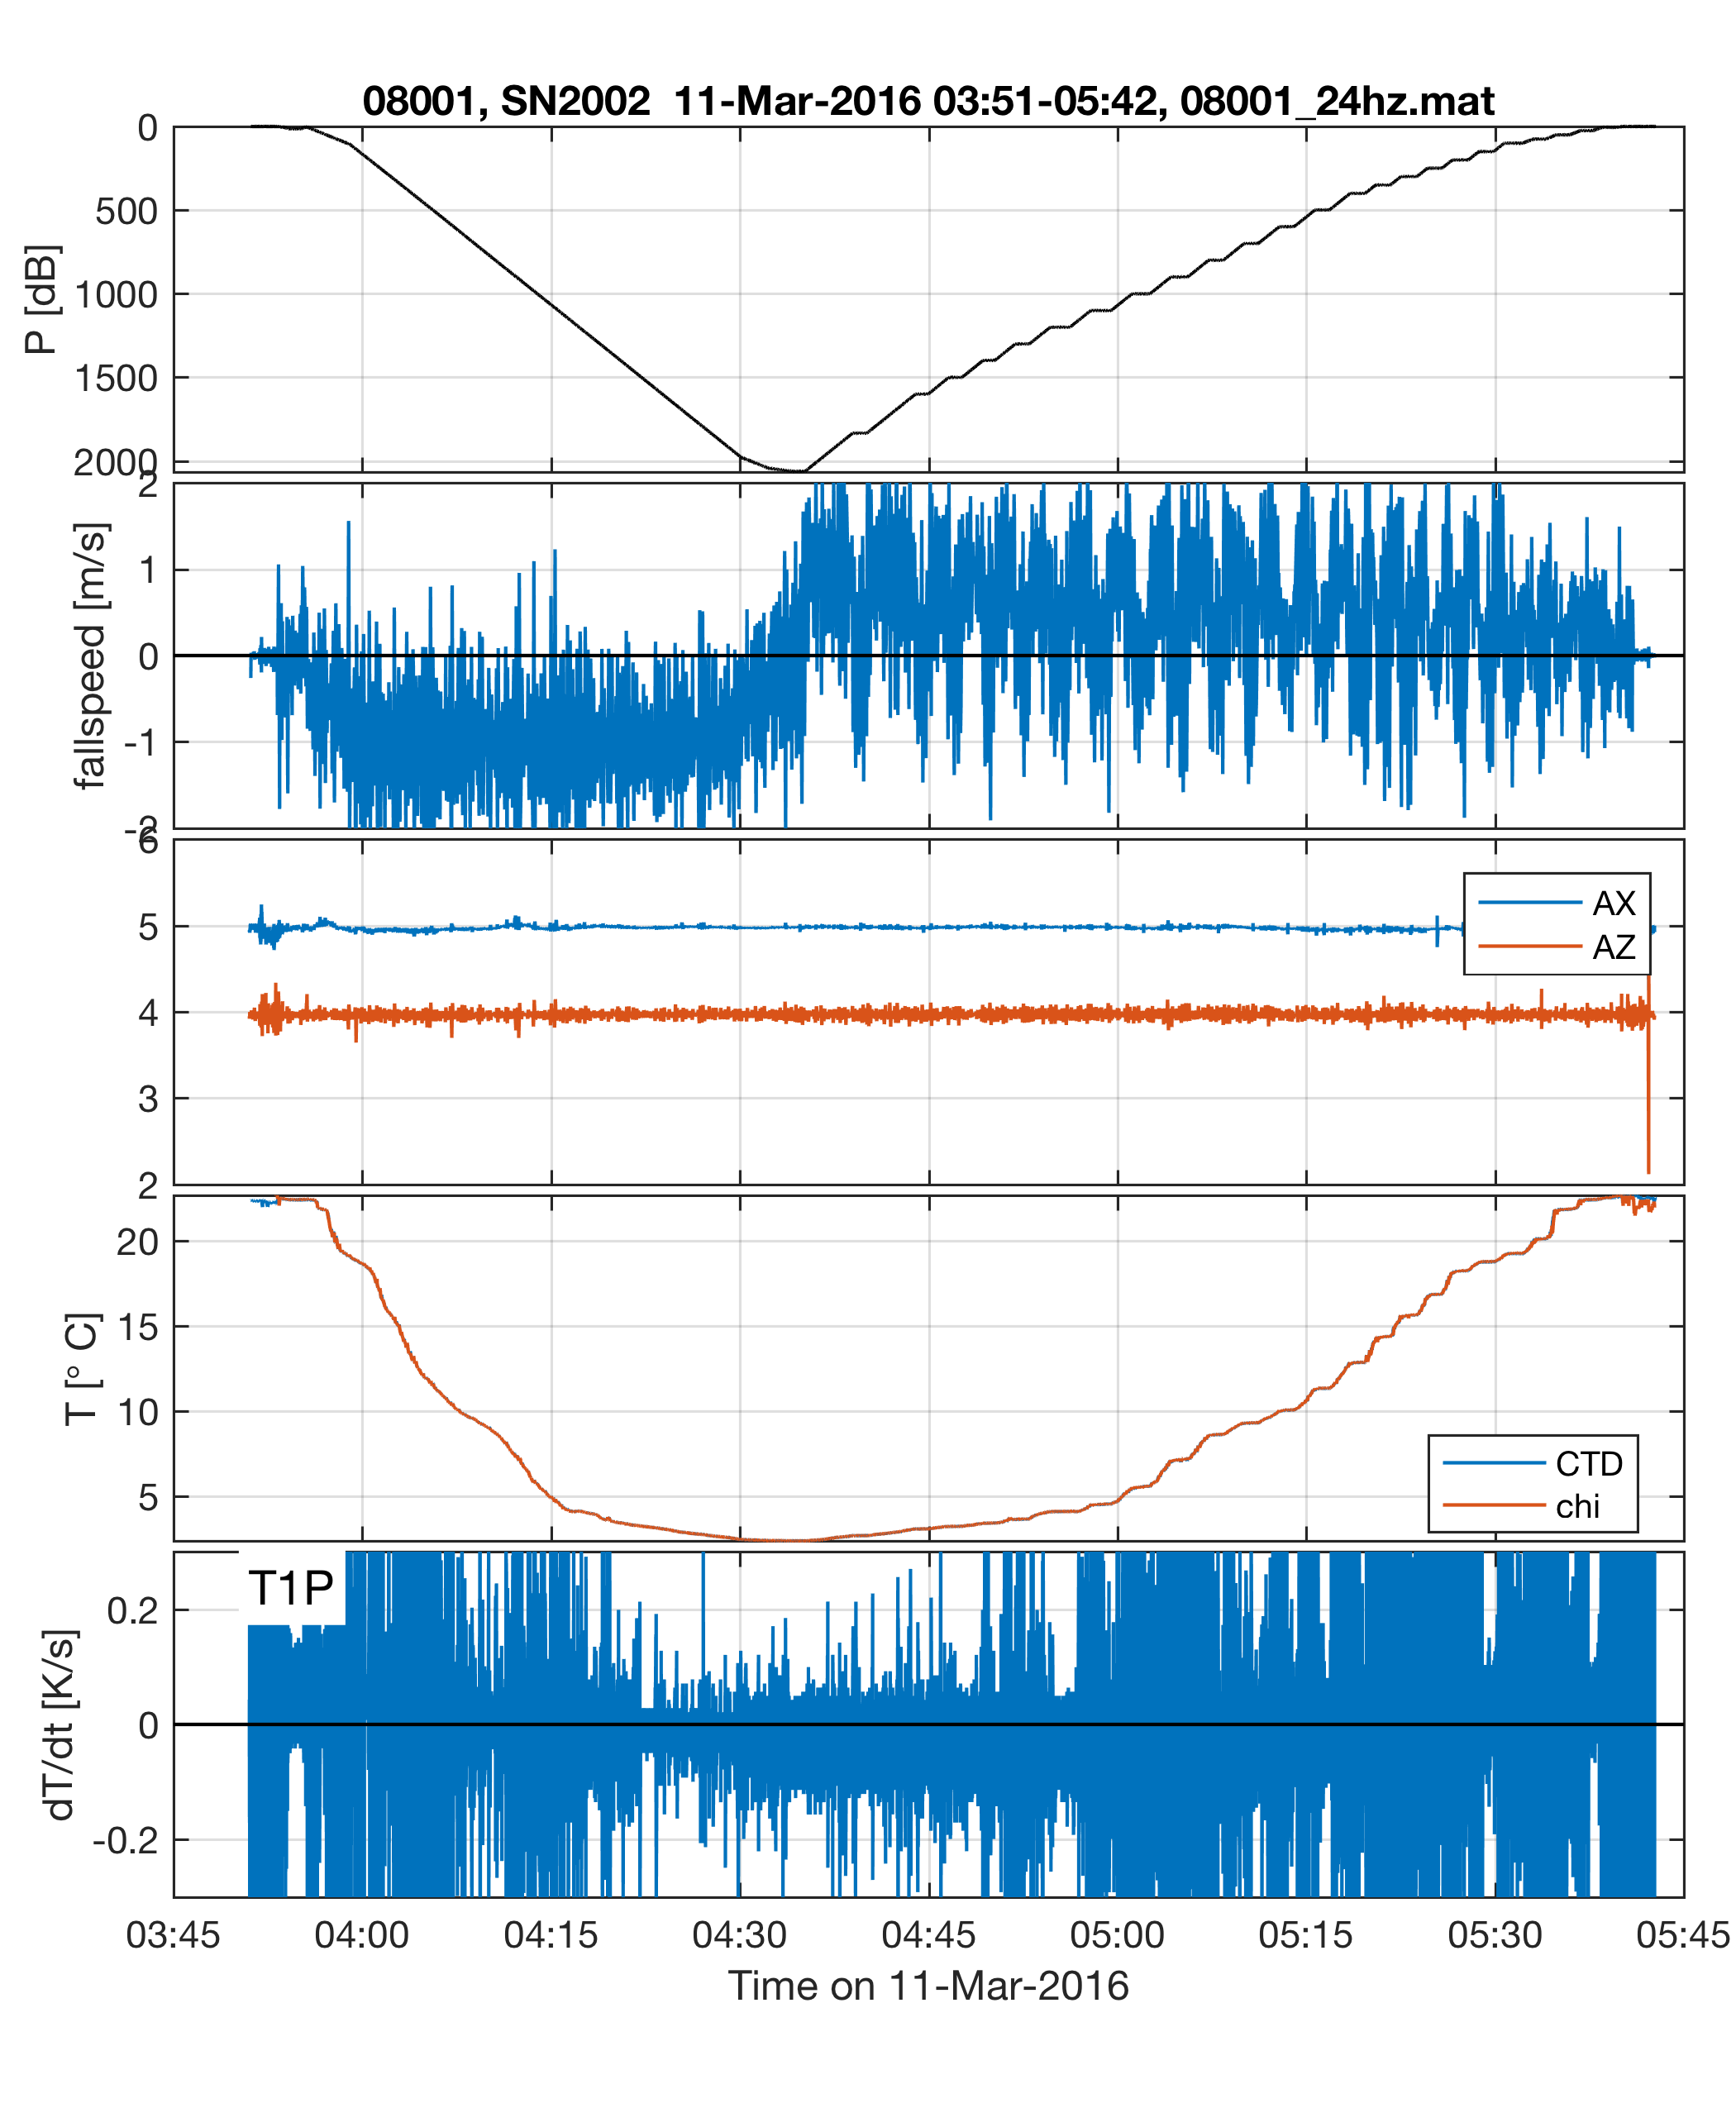 08001, SN2002  11-Mar-2016 03:51-05:42, 08001_24hz.mat
0
500
1000
1500
2000
P [dB]
2
1
0
-1
-2
fallspeed [m/s]
6
5
4
3
2
AX
AZ
20
15
10
5
T [° C]
CTD
chi
T1P
0.2
0
-0.2
dT/dt [K/s]
03:45 04:00 04:15 04:30 04:45 05:00 05:15 05:30 05:45
Time on 11-Mar-2016